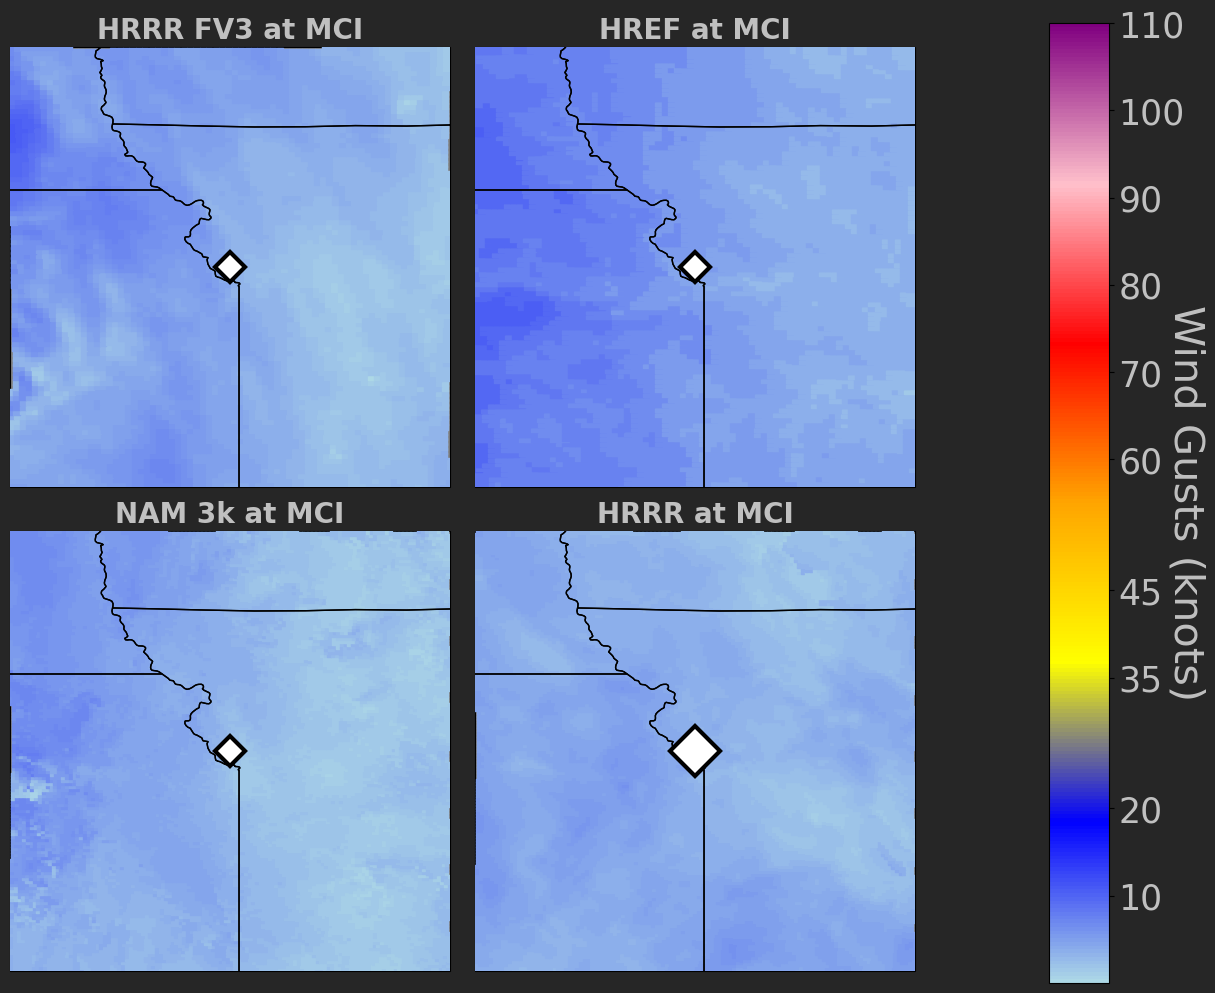 HRRR FV3 at MCI
HREF at MCI
NAM 3k at MCI
HRRR at MCI
110
100
90
80
70
60
45
35
20
10
Wind Gusts (knots)